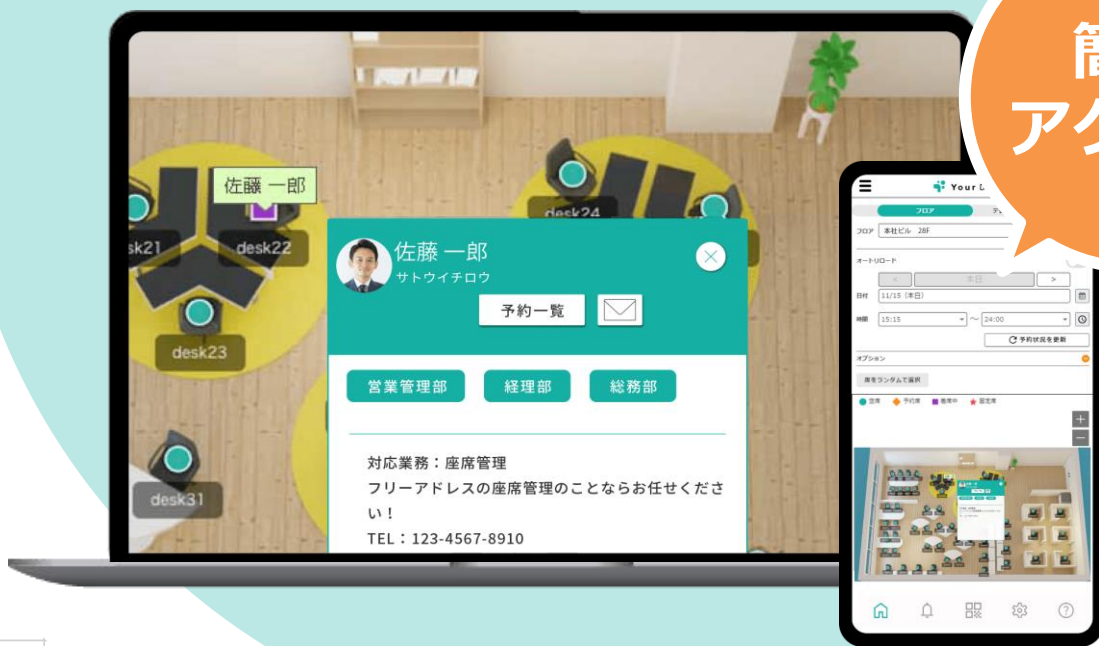 佐藤 一郎
desk22
desk23
desk24
desk31
佐藤 一郎
サトウイチロウ
予約一覧
営業管理部
経理部
総務部
対応業務：座席管理
フリーアドレスの座席管理のことならお任せくださ
い！
TEL：123-4567-8910
Your
フロア
フロア 本社ビル 28F
オートリロード
< 本日 >
日付 11/15（本日）
時間 15:15 ～ 24:00
予約状況を更新
オプション
席をランダムで選択
空席 予約席 着席中 固定席